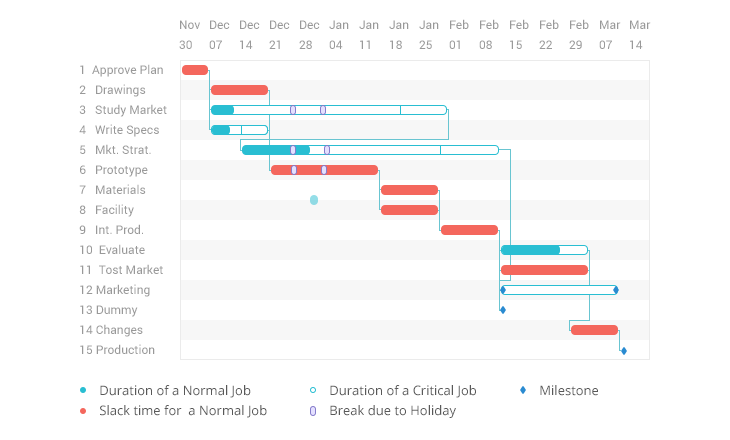 Nov Dec Dec Dec Dec Jan Jan Jan Jan Feb Feb Feb Feb Feb Mar Mar
30 07 14 21 28 04 11 18 25 01 08 15 22 29 07 14
1 Approve Plan
2 Drawings
3 Study Market
4 Write Specs
5 Mkt. Strat.
6 Prototype
7 Materials
8 Facility
9 Int. Prod.
10 Evaluate
11 Tost Market
12 Marketing
13 Dummy
14 Changes
15 Production
Duration of a Normal Job Duration of a Critical Job Milestone
Slack time for a Normal Job Break due to Holiday